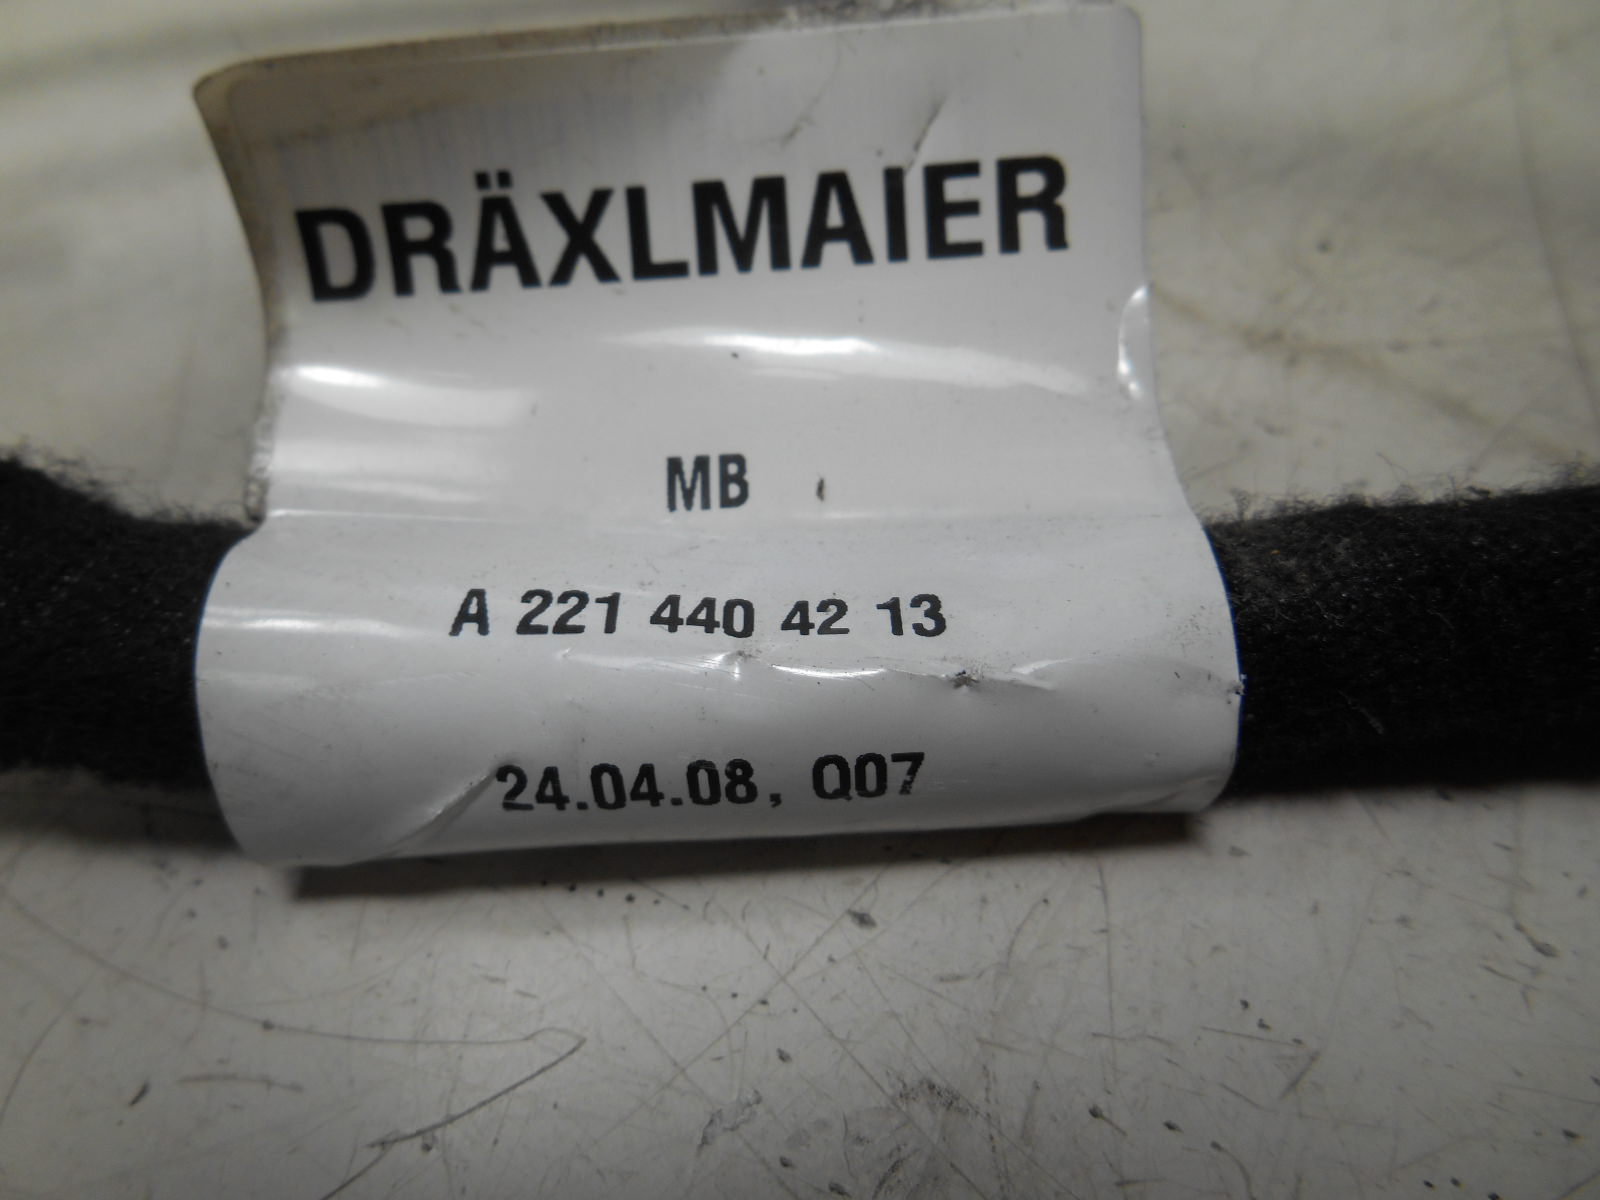 DRÄXLMAIER
MB
A 221 440 42 13
24.04.08, Q07